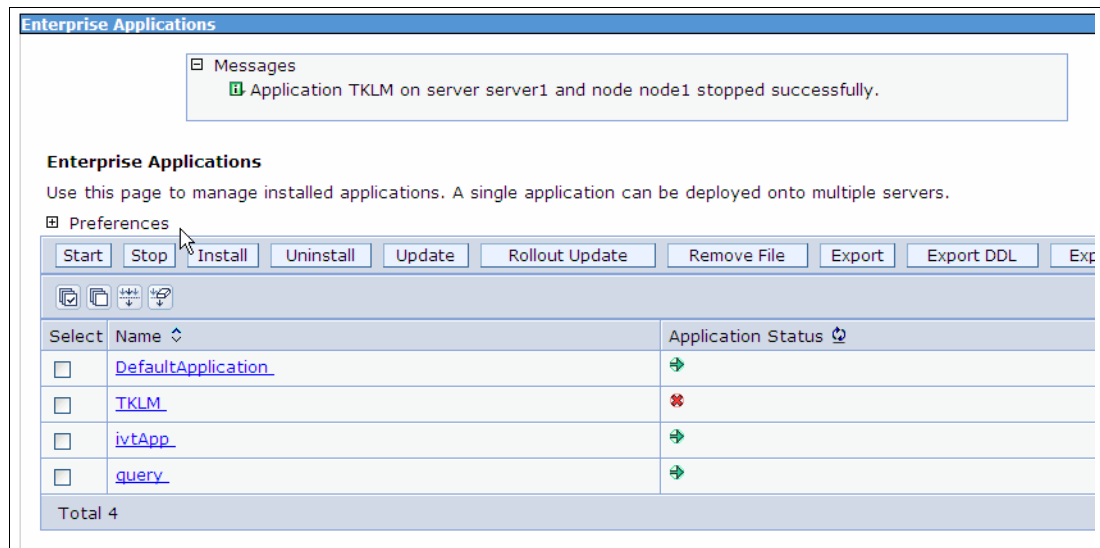 Enterprise Applications
Messages
Application TKLM on server server1 and node node1 stopped successfully.
Enterprise Applications
Use this page to manage installed applications. A single application can be deployed onto multiple servers.
Preferences
Start Stop Install Uninstall Update Rollout Update Remove File Export Export DDL Exp
Select Name Application Status
DefaultApplication
TKLM
ivtApp
query
Total 4